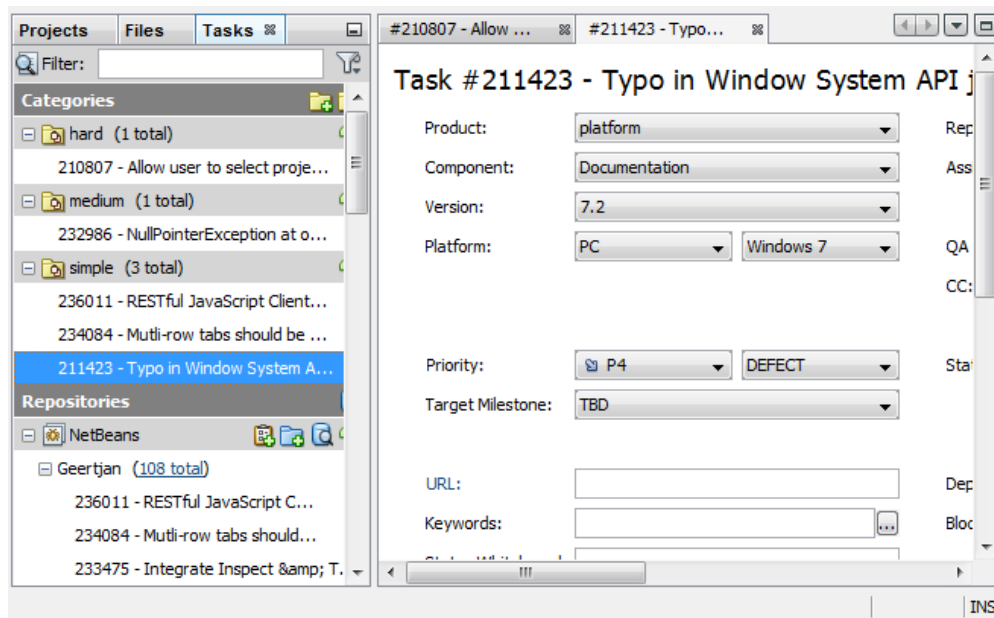 Projects Files Tasks
Filter:
Categories
hard (1 total)
210807 - Allow user to select proje...
medium (1 total)
232986 - NullPointerException at o...
simple (3 total)
236011 - RESTful JavaScript Client...
234084 - Mutli-row tabs should be ...
211423 - Typo in Window System A...
Repositories
NetBeans
Geertjan (108 total)
236011 - RESTful JavaScript C...
234084 - Mutli-row tabs should...
233475 - Integrate Inspect &amp; T.
#210807 - Allow ... #211423 - Typo...
Task #211423 - Typo in Window System API j
Product: platform Rep
Component: Documentation Ass
Version: 7.2
Platform: PC Windows 7 QA
CC:
Priority: P4 DEFECT Stat
Target Milestone: TBD
URL: Dep
Keywords: ... Bloc
INS